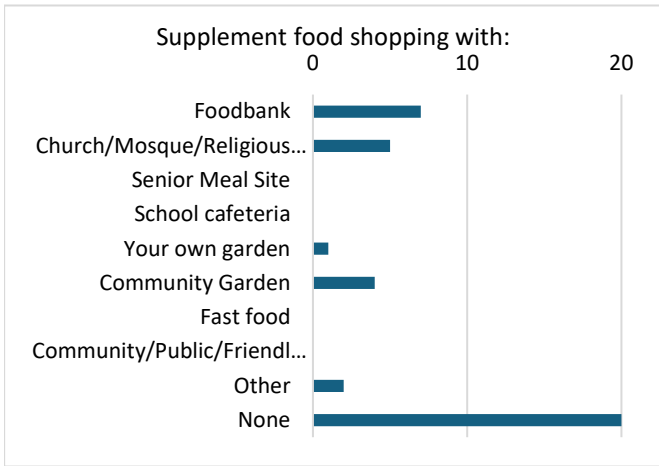 Supplement food shopping with:
0 10 20
Foodbank
Church/Mosque/Religious...
Senior Meal Site
School cafeteria
Your own garden
Community Garden
Fast food
Community/Public/Friendl...
Other
None